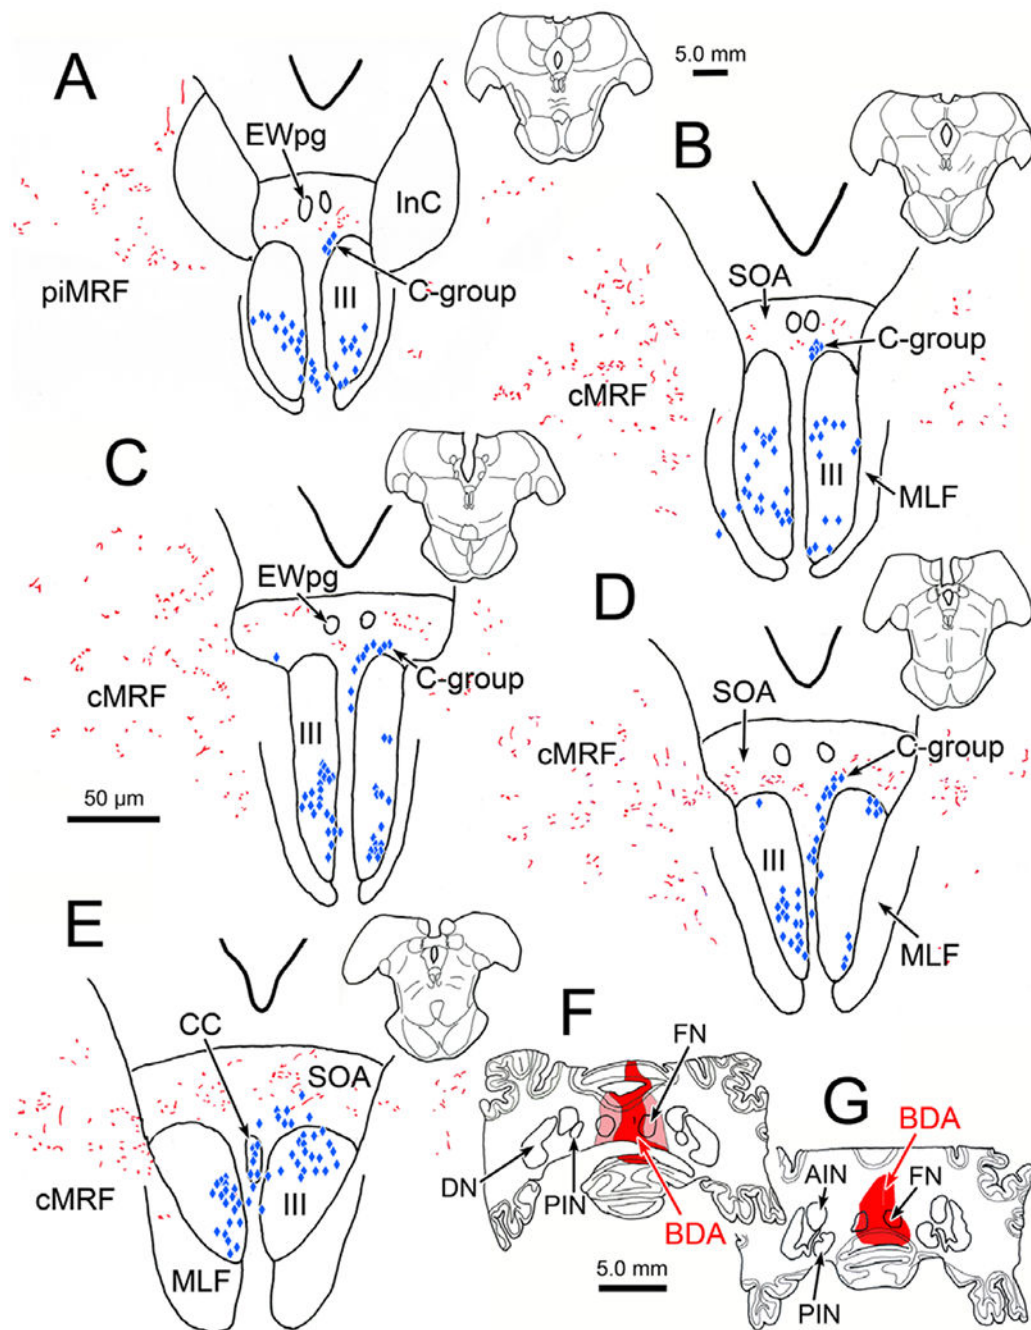 A
5.0 mm
EWpg
InC
piMRF
III
C-group
B
SOA
C-group
cMRF
III
MLF
C
EWpg
C-group
cMRF
III
50 µm
D
SOA
C-group
cMRF
III
MLF
E
CC
SOA
cMRF
III
MLF
F
FN
DN
PIN
BDA
5.0 mm
G
BDA
AIN
FN
PIN